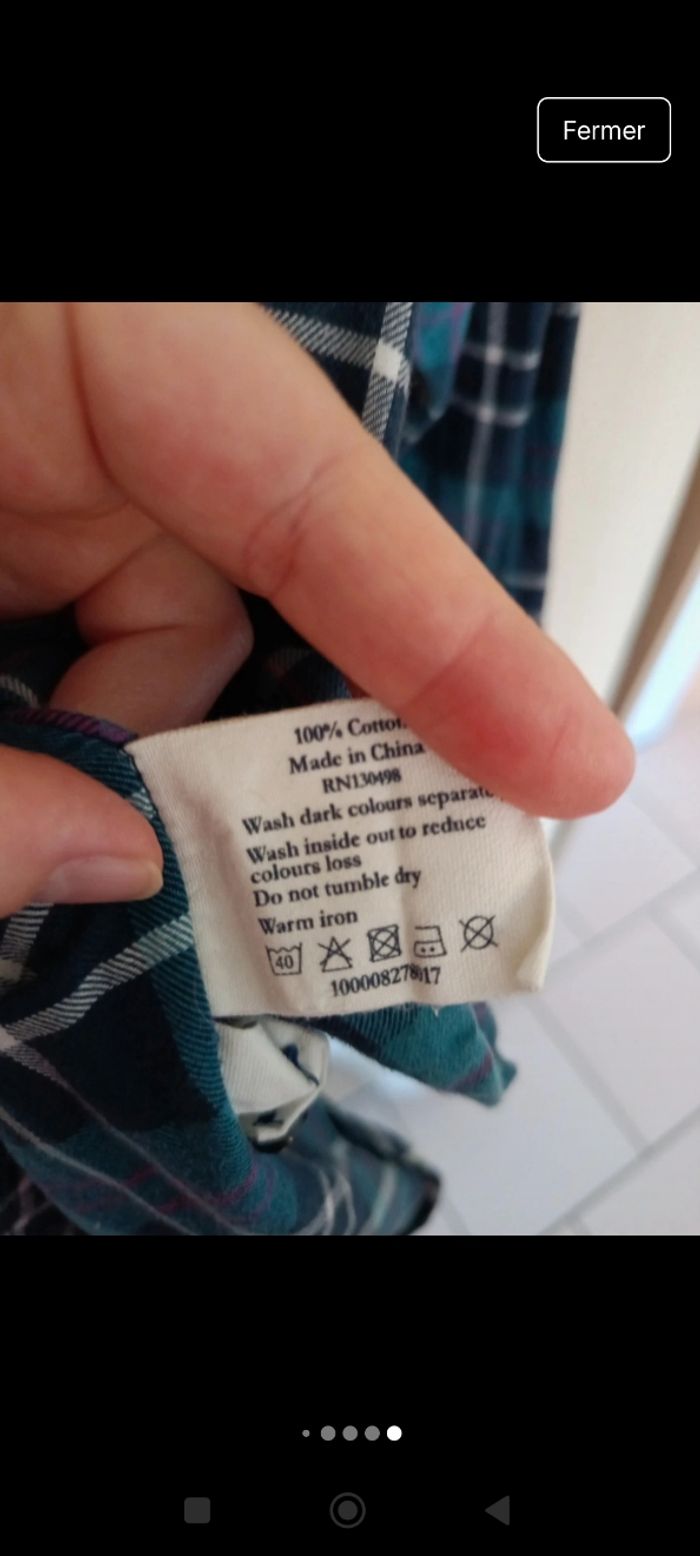 Fermer
100% Cotton
Made in China
RN130498
Wash dark colours separate
Wash inside out to reduce
colours loss
Do not tumble dry
Warm iron
40